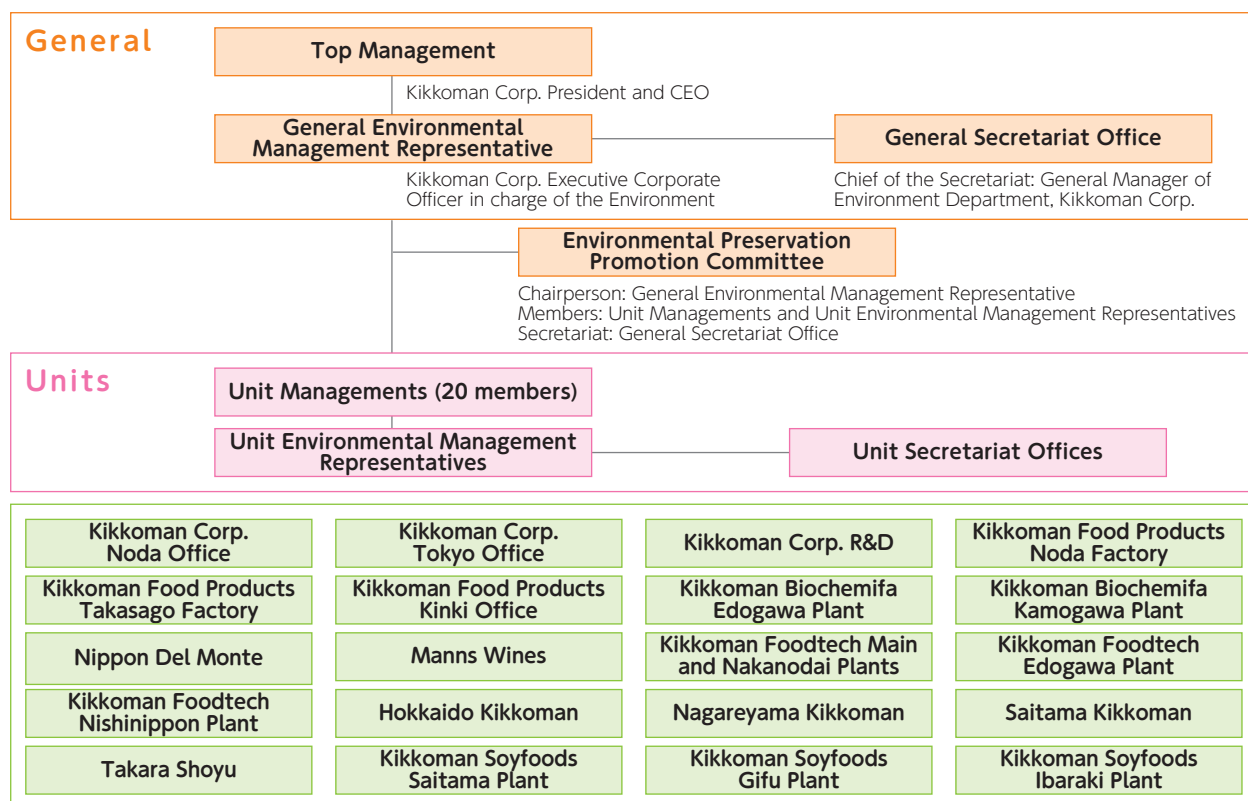 General
Top Management
Kikkoman Corp. President and CEO
General Environmental
Management Representative
General Secretariat Office
Kikkoman Corp. Executive Corporate
Officer in charge of the Environment
Chief of the Secretariat: General Manager of
Environment Department, Kikkoman Corp.
Environmental Preservation
Promotion Committee
Chairperson: General Environmental Management Representative
Members: Unit Managements and Unit Environmental Management Representatives
Secretariat: General Secretariat Office
Units
Unit Managements (20 members)
Unit Environmental Management
Representatives
Unit Secretariat Offices
Kikkoman Corp.
Noda Office
Kikkoman Corp.
Tokyo Office
Kikkoman Corp. R&D
Kikkoman Food Products
Noda Factory
Kikkoman Food Products
Takasago Factory
Kikkoman Food Products
Kinki Office
Kikkoman Biochemifa
Edogawa Plant
Kikkoman Biochemifa
Kamogawa Plant
Nippon Del Monte
Manns Wines
Kikkoman Foodtech Main
and Nakanodai Plants
Kikkoman Foodtech
Edogawa Plant
Kikkoman Foodtech
Nishinippon Plant
Hokkaido Kikkoman
Nagareyama Kikkoman
Saitama Kikkoman
Takara Shoyu
Kikkoman Soyfoods
Saitama Plant
Kikkoman Soyfoods
Gifu Plant
Kikkoman Soyfoods
Ibaraki Plant